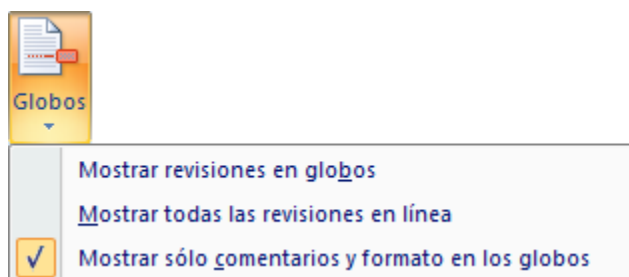 Globos
Mostrar revisiones en globos
Mostrar todas las revisiones en línea
Mostrar sólo comentarios y formato en los globos